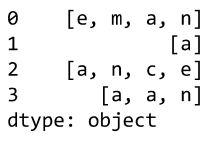 0    [e, m, a, n]
1             [a]
2    [a, n, c, e]
3       [a, a, n]
dtype: object